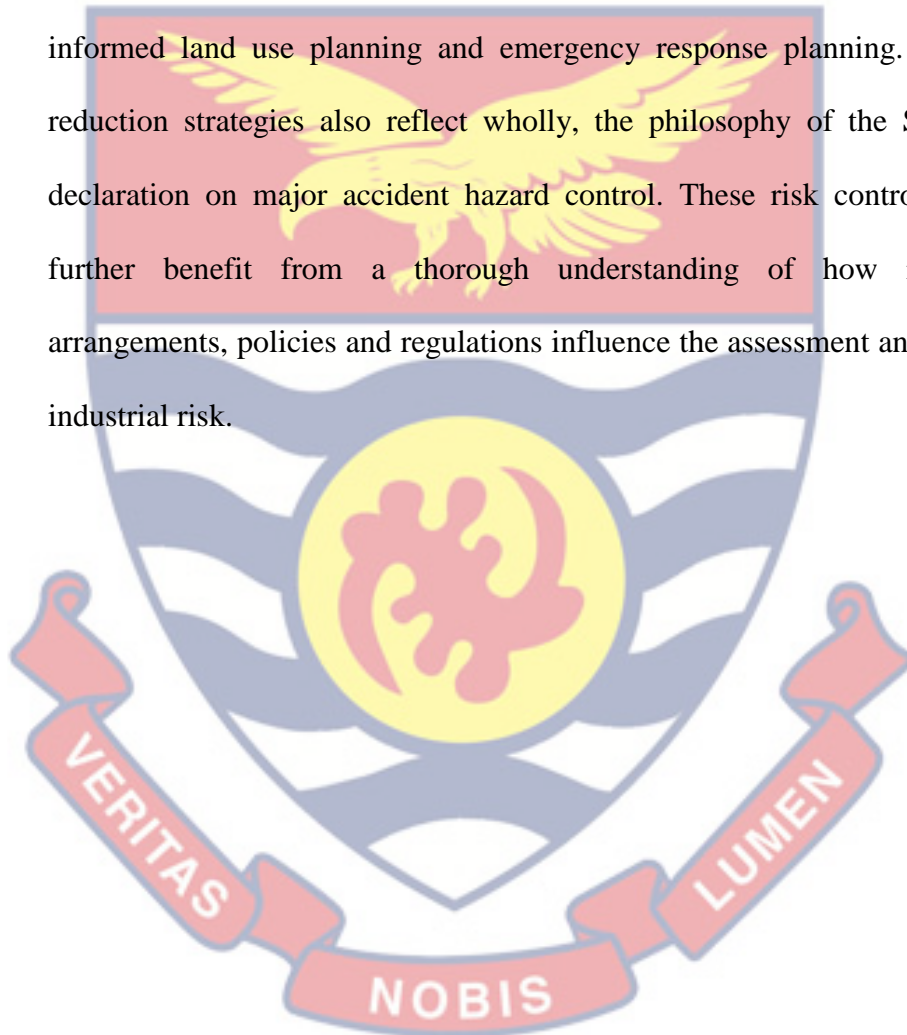 informed land use planning and emergency response planning.
reduction strategies also reflect wholly, the philosophy of the S
declaration on major accident hazard control. These risk contro
further benefit from a thorough understanding of how
arrangements, policies and regulations influence the assessment an
industrial risk.
VERITAS
NOBIS
LUMEN